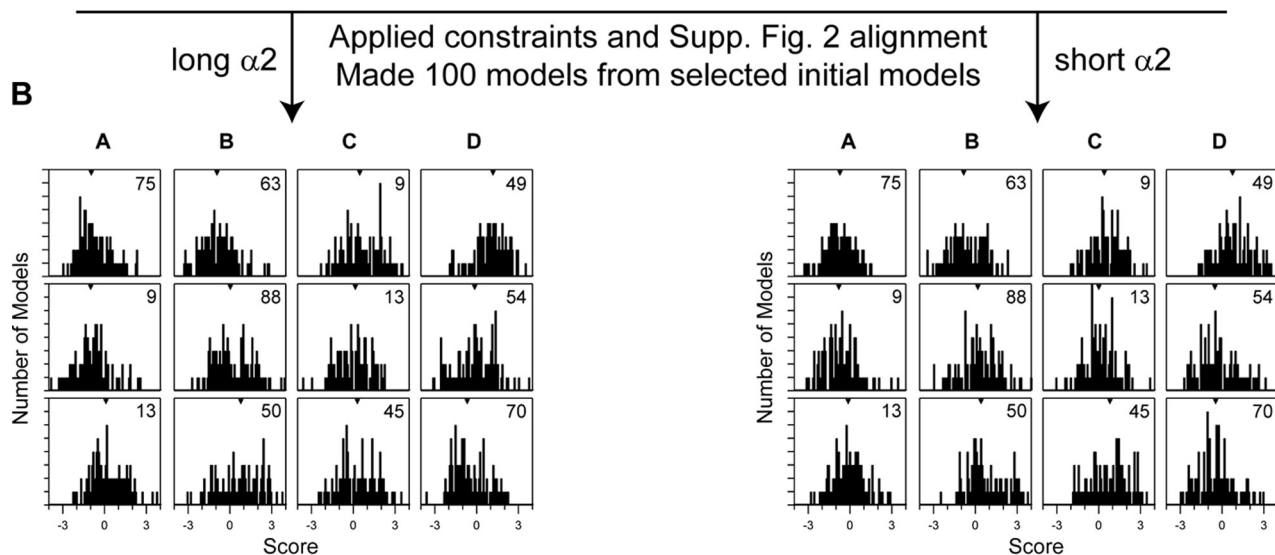 Applied constraints and Supp. Fig. 2 alignment
long α2
short α2
Made 100 models from selected initial models
B
A B C D
A B C D
75 63 9 49
75 63 9 49
9 88 13 54
9 88 13 54
13 50 45 70
13 50 45 70
Number of Models
Number of Models
-3 0 3 -3 0 3 -3 0 3 -3 0 3
-3 0 3 -3 0 3 -3 0 3 -3 0 3
Score
Score